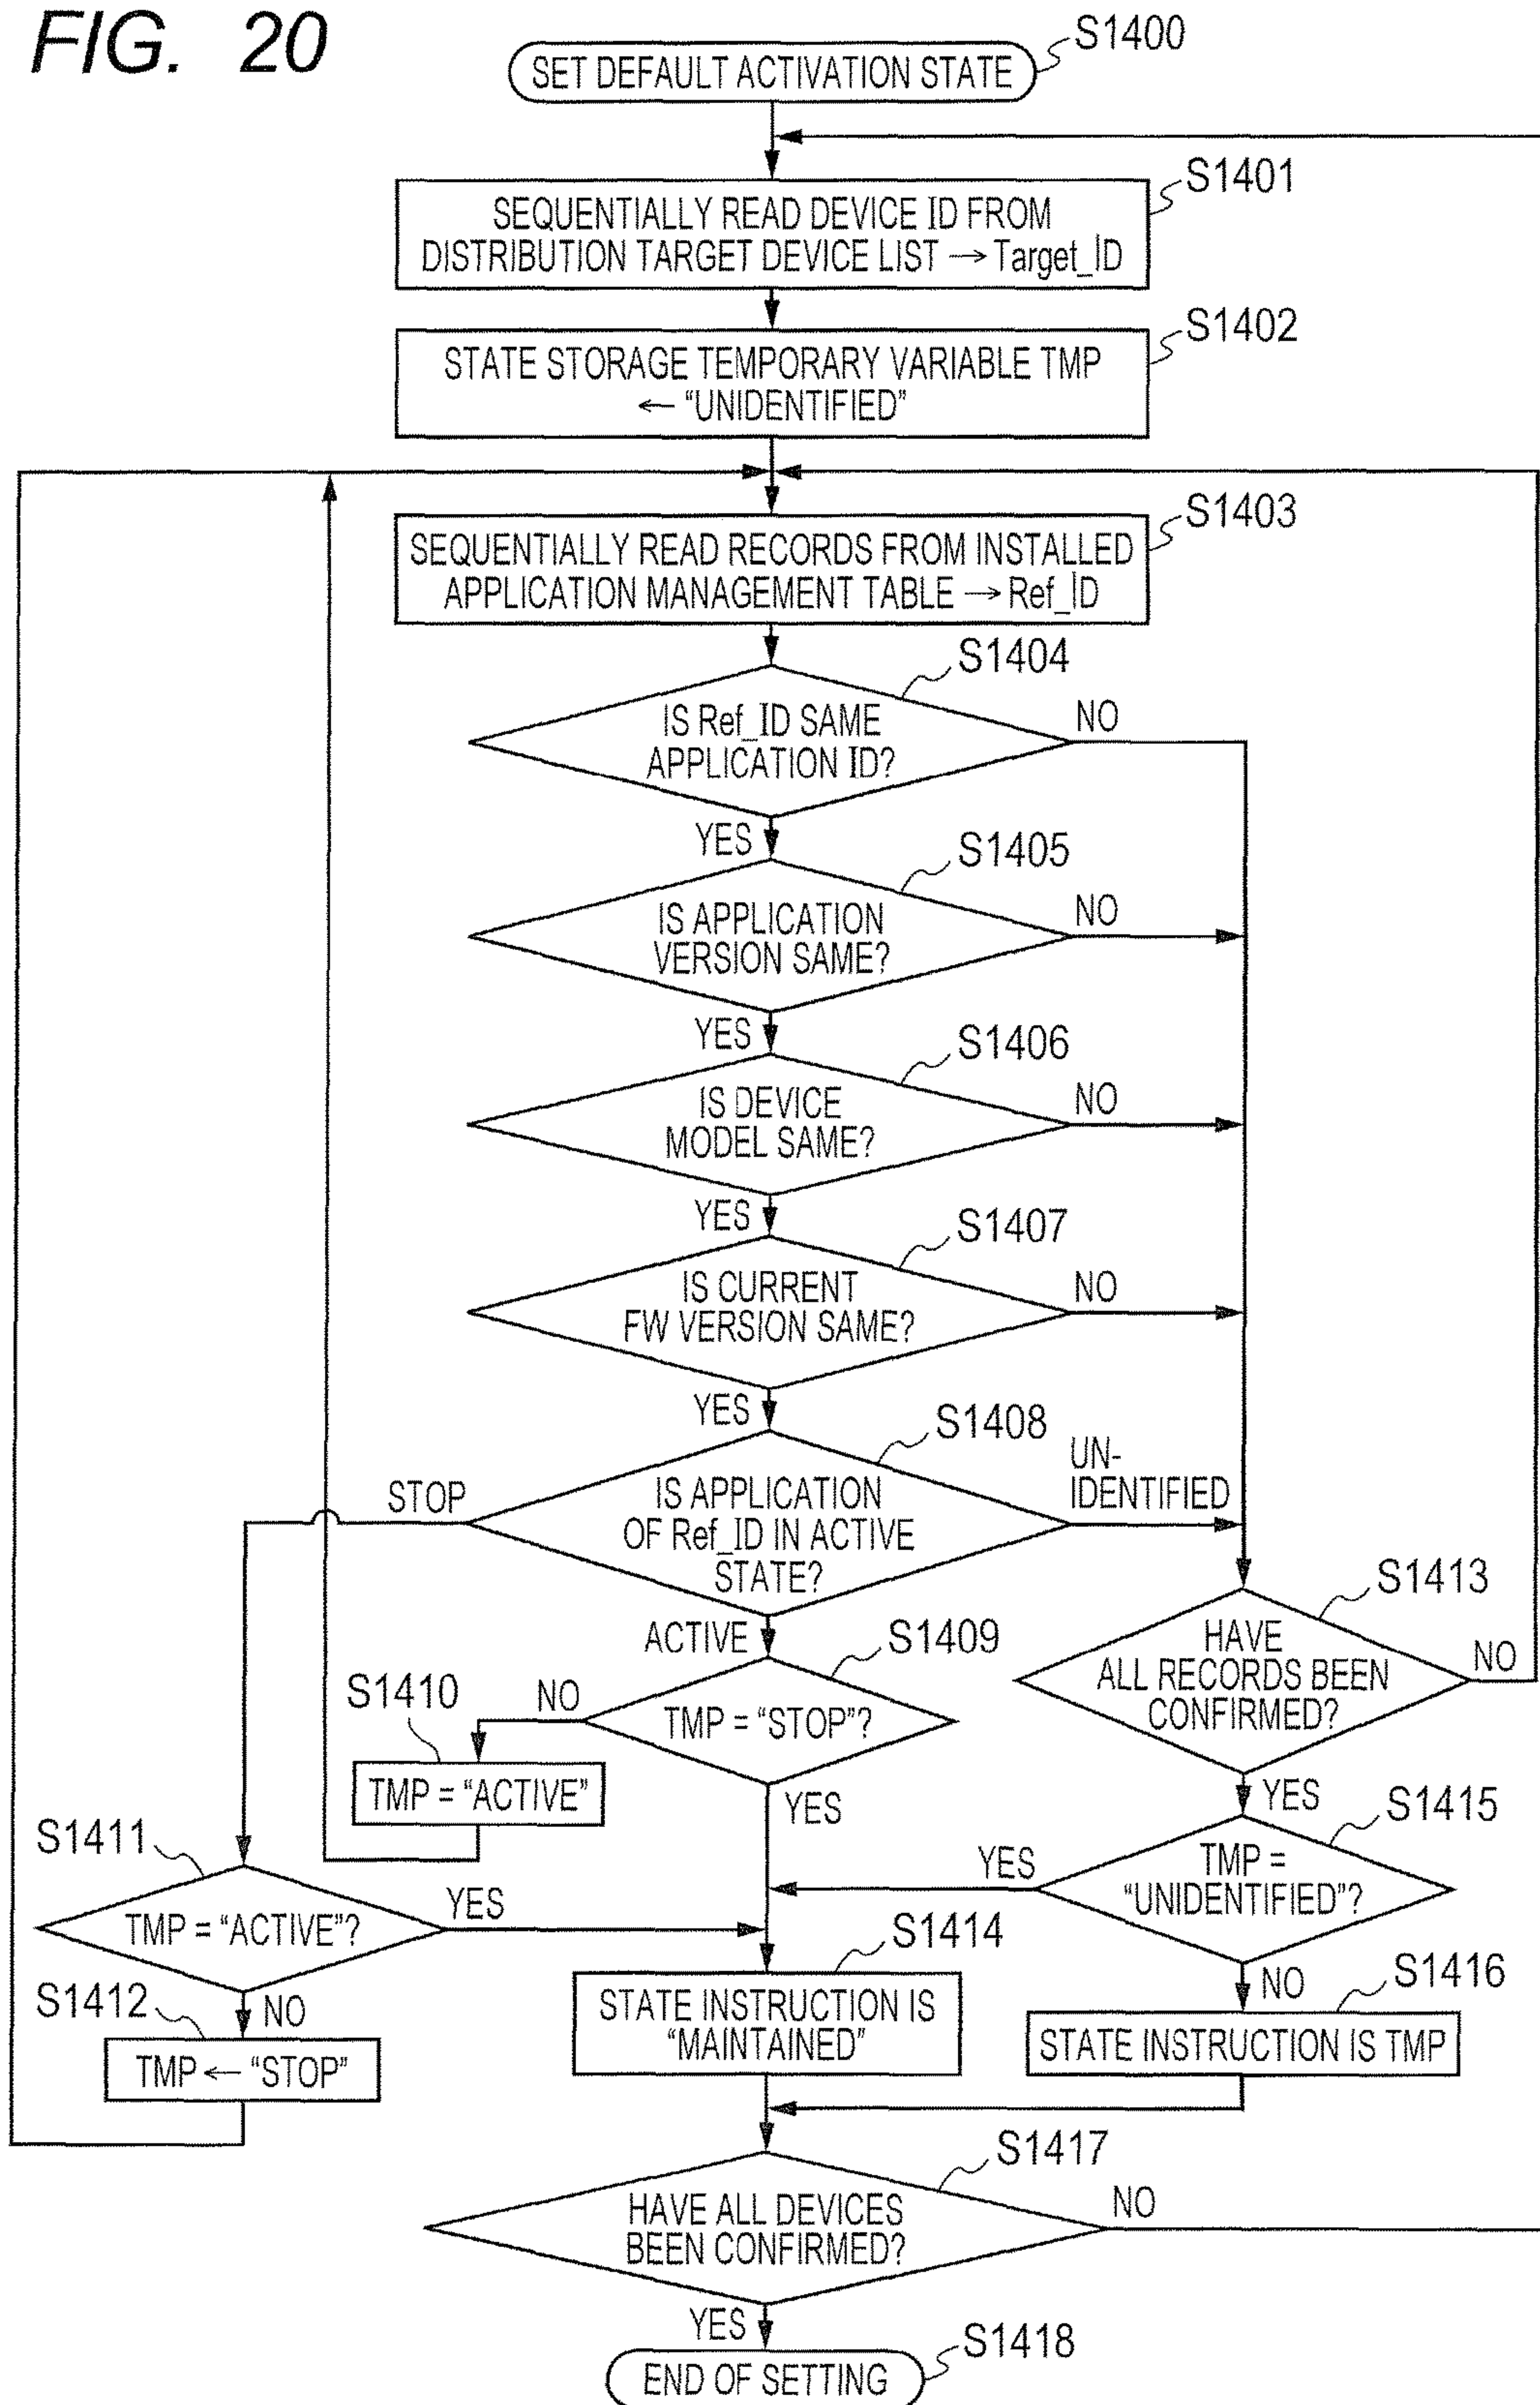 FIG. 20
S1400
SET DEFAULT ACTIVATION STATE
S1401
SEQUENTIALLY READ DEVICE ID FROM
DISTRIBUTION TARGET DEVICE LIST → Target_ID
S1402
STATE STORAGE TEMPORARY VARIABLE TMP
← “UNIDENTIFIED”
S1403
SEQUENTIALLY READ RECORDS FROM INSTALLED
APPLICATION MANAGEMENT TABLE → Ref_ID
S1404
IS Ref_ID SAME
APPLICATION ID?
NO
YES
S1405
IS APPLICATION
VERSION SAME?
NO
YES
S1406
IS DEVICE
MODEL SAME?
NO
YES
S1407
IS CURRENT
FW VERSION SAME?
NO
YES
S1408
IS APPLICATION
OF Ref_ID IN ACTIVE
STATE?
STOP
UN-
IDENTIFIED
ACTIVE
S1409
TMP = “STOP”?
NO
YES
S1410
TMP = “ACTIVE”
S1413
HAVE
ALL RECORDS BEEN
CONFIRMED?
NO
YES
S1411
TMP = “ACTIVE”?
YES
NO
S1415
TMP =
“UNIDENTIFIED”?
YES
NO
S1412
TMP ← “STOP”
S1414
STATE INSTRUCTION IS
“MAINTAINED”
S1416
STATE INSTRUCTION IS TMP
S1417
HAVE ALL DEVICES
BEEN CONFIRMED?
NO
YES
S1418
END OF SETTING